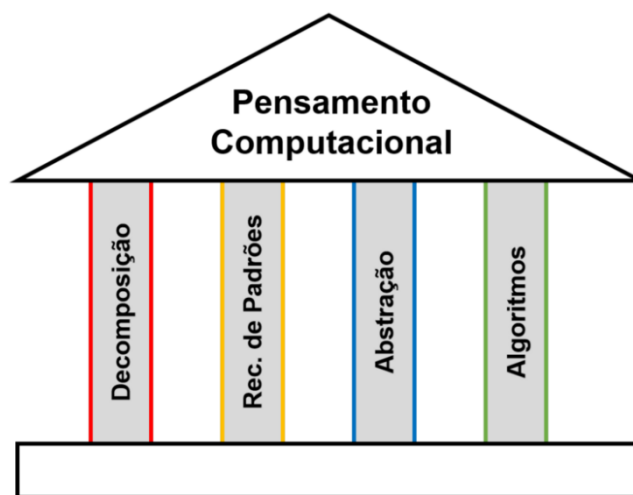 Pensamento
Computacional
Decomposição
Rec. de Padrões
Abstração
Algoritmos